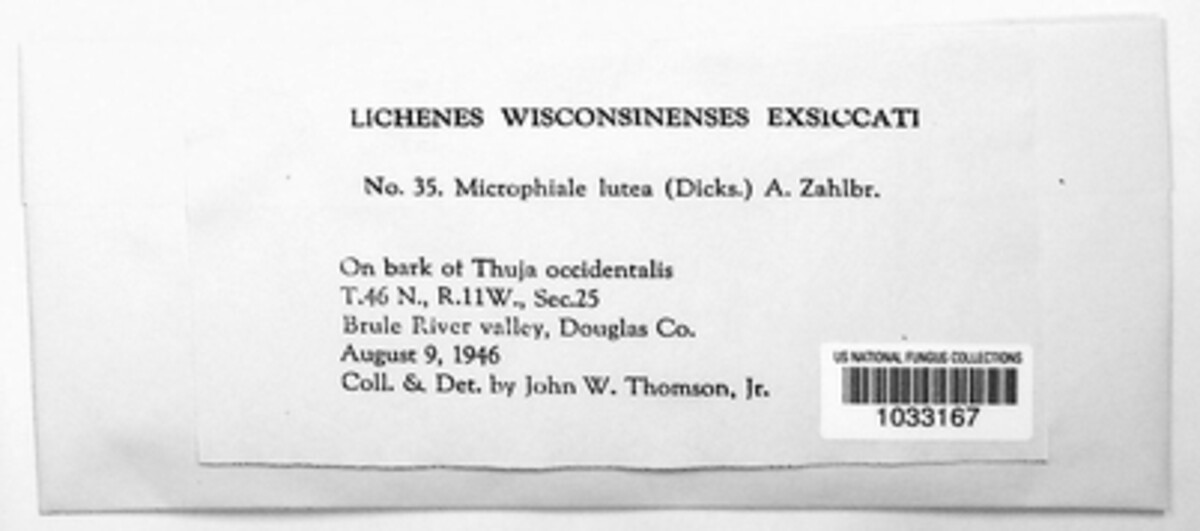 LICHENES WISCONSINENSES EXSICCATI
No. 35. Microphiale lutea (Dicks.) A. Zahlbr.
On bark of Thuja occidentalis
T.46 N., R.11W., Sec.25
Brule River valley, Douglas Co.
August 9, 1946
Coll. & Det. by John W. Thomson, Jr.
US NATIONAL FUNGUS COLLECTIONS
1033167